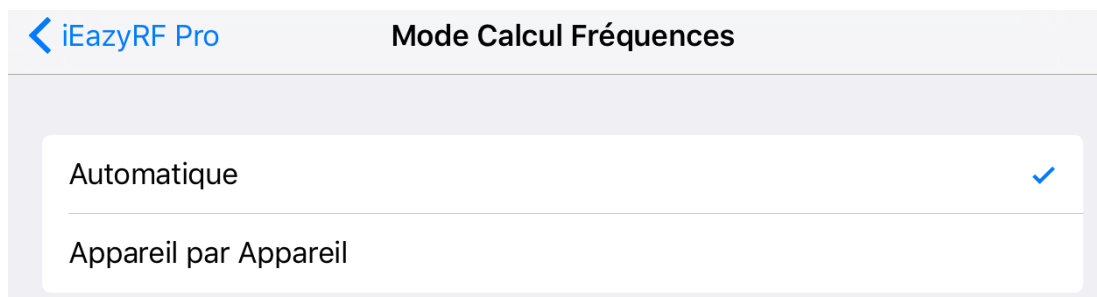 iEazyRF Pro Mode Calcul Fréquences
Automatique
Appareil par Appareil